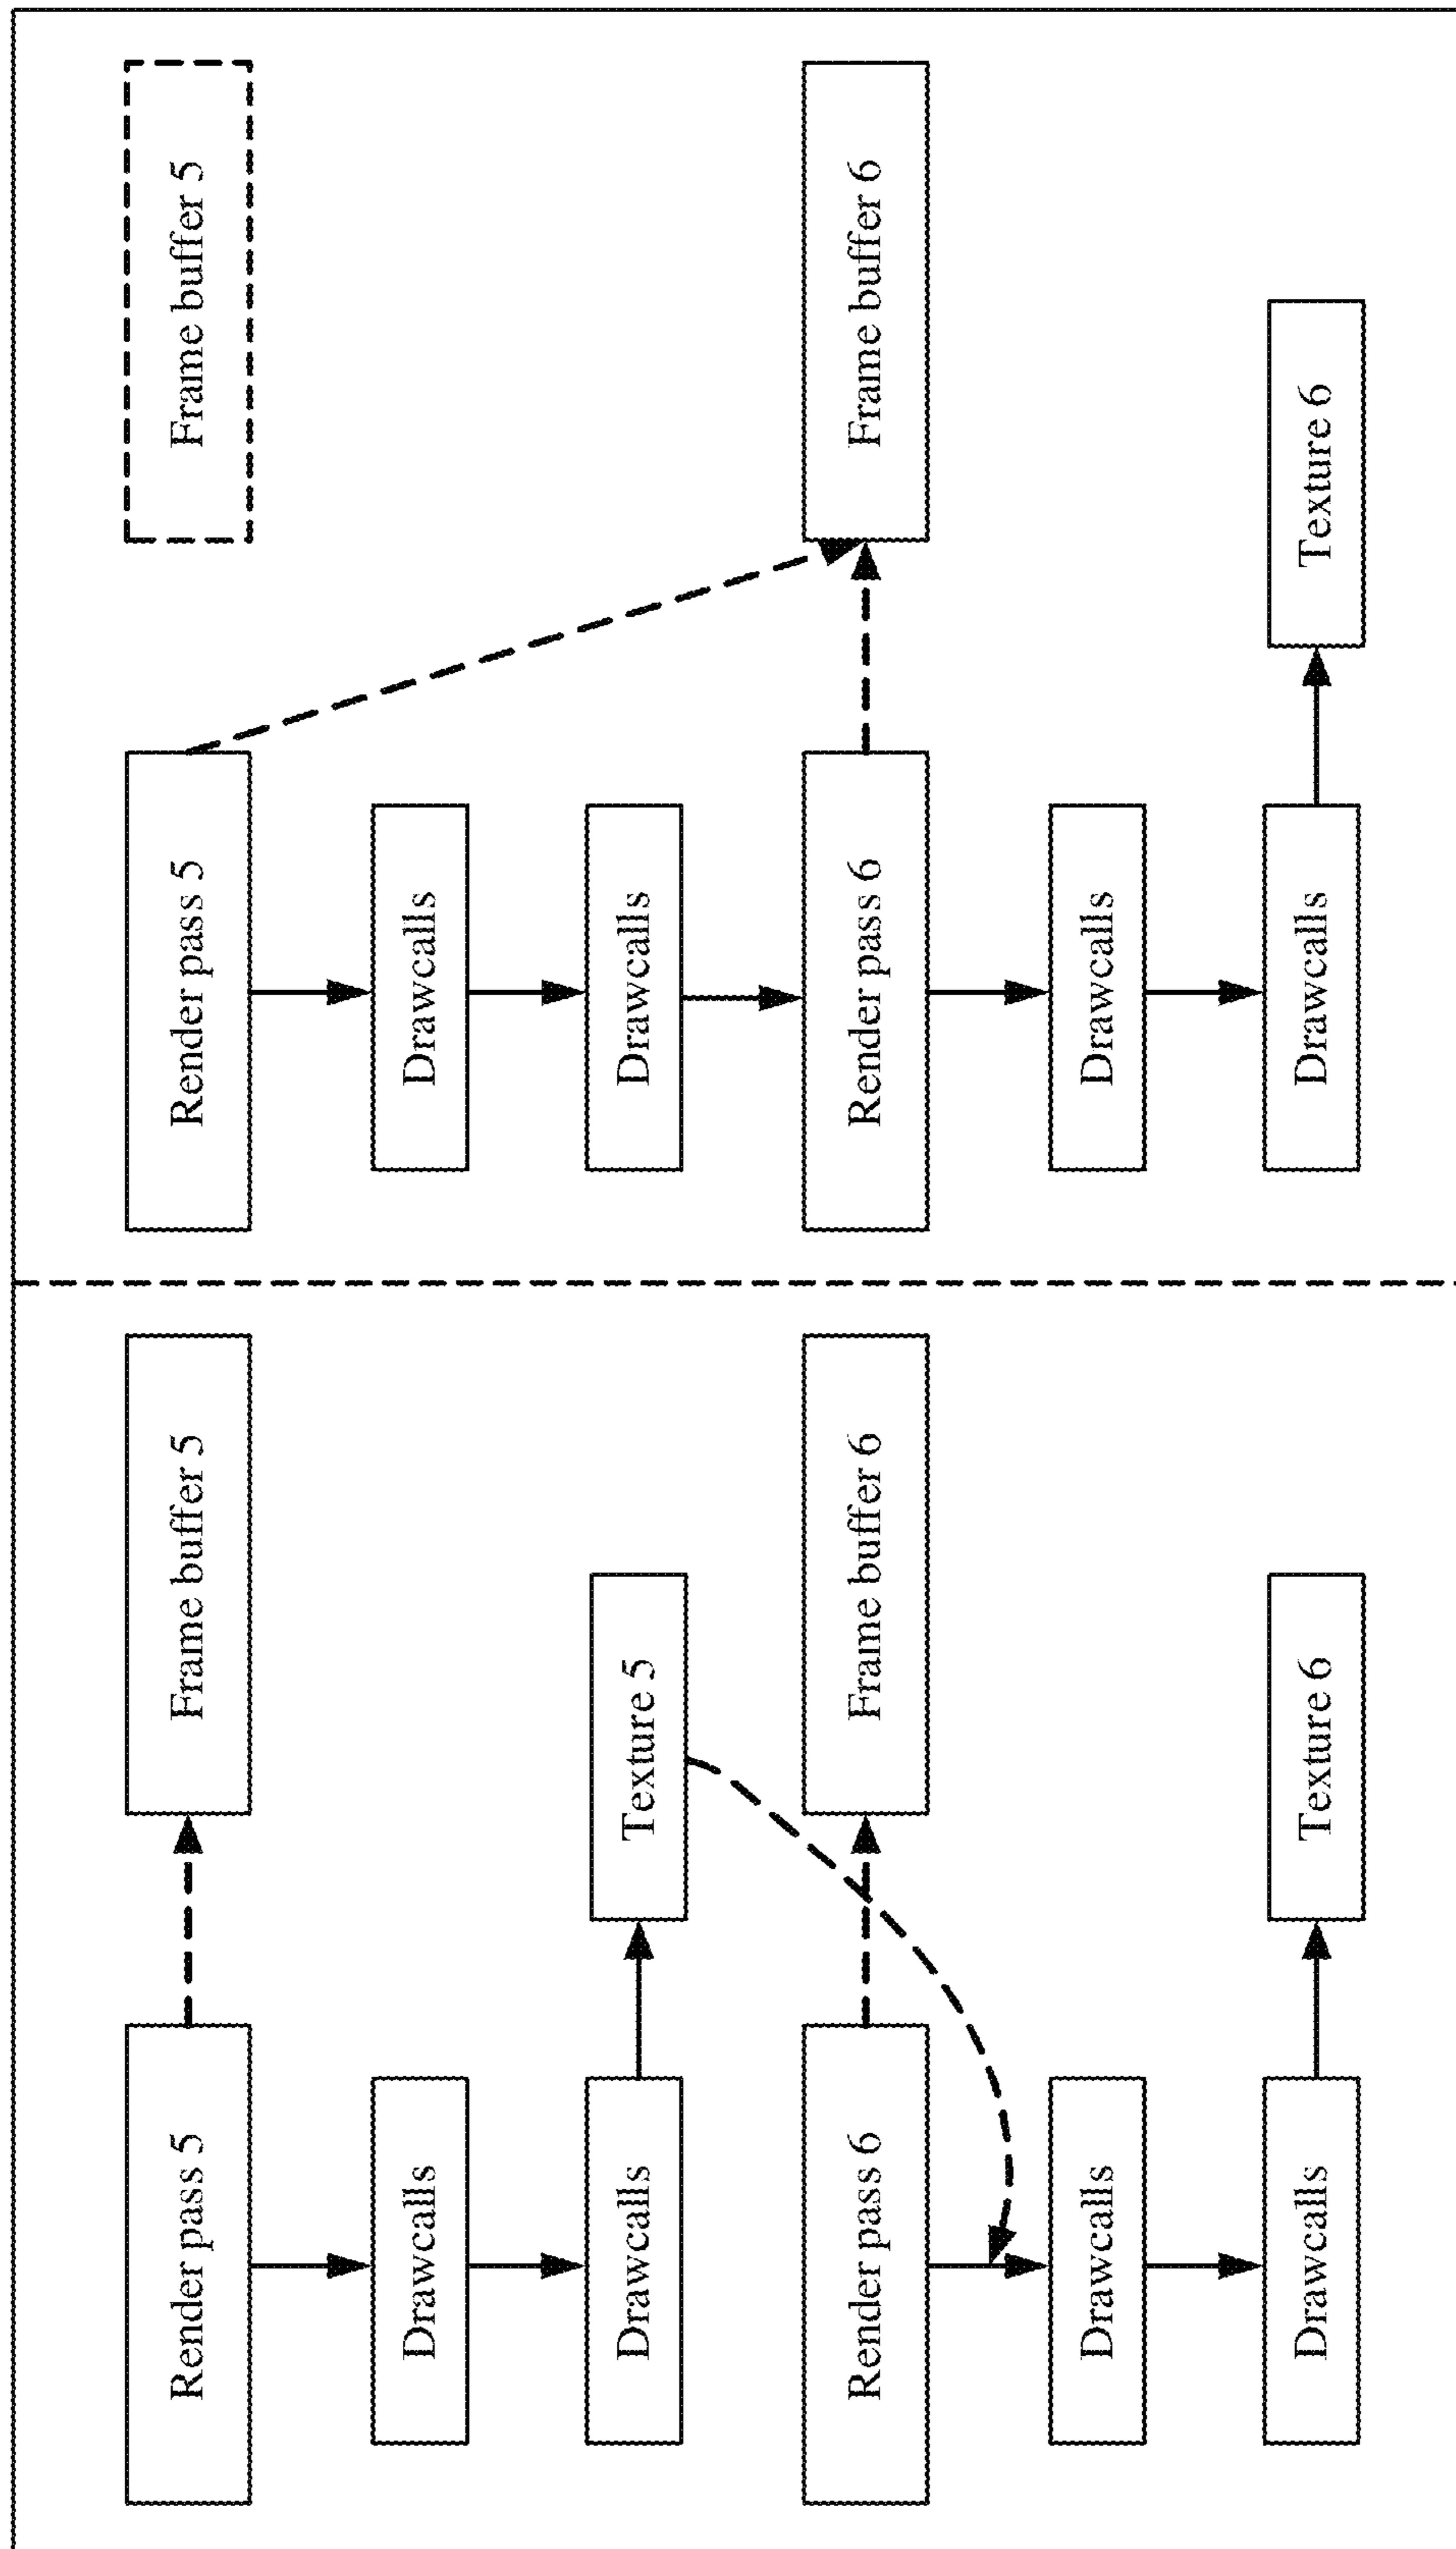 Render pass 5
Frame buffer 5
Drawcalls
Drawcalls
Texture 5
Render pass 6
Frame buffer 6
Drawcalls
Drawcalls
Texture 6
Render pass 5
Frame buffer 5
Drawcalls
Drawcalls
Render pass 6
Frame buffer 6
Drawcalls
Drawcalls
Texture 6